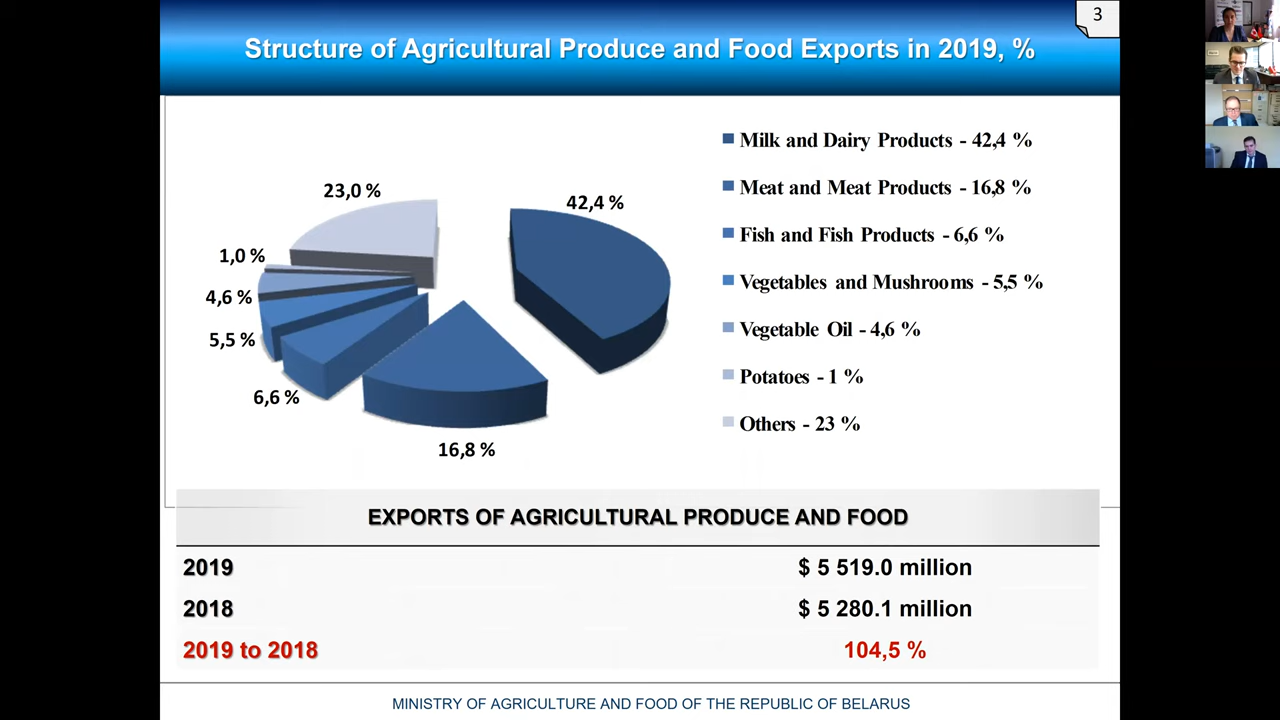 3
Structure of Agricultural Produce and Food Exports in 2019, %
23,0 %
42,4 %
1,0 %
4,6 %
5,5 %
6,6 %
16,8 %
Milk and Dairy Products - 42,4 %
Meat and Meat Products - 16,8 %
Fish and Fish Products - 6,6 %
Vegetables and Mushrooms - 5,5 %
Vegetable Oil - 4,6 %
Potatoes - 1 %
Others - 23 %
EXPORTS OF AGRICULTURAL PRODUCE AND FOOD
2019 $ 5 519.0 million
2018 $ 5 280.1 million
2019 to 2018 104,5 %
MINISTRY OF AGRICULTURE AND FOOD OF THE REPUBLIC OF BELARUS